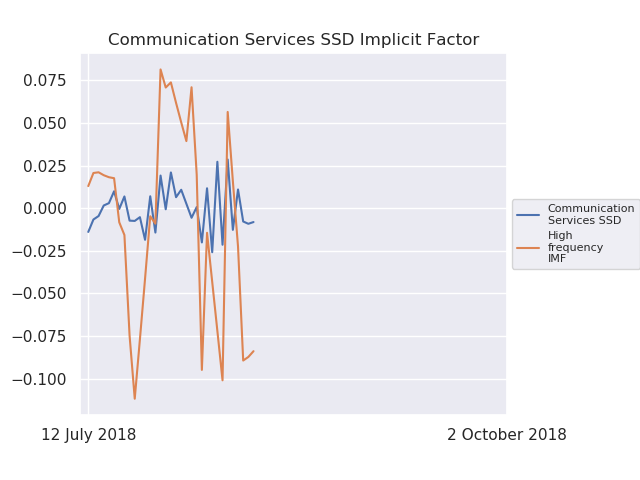 Communication Services SSD Implicit Factor
0.075
0.050
0.025
0.000
−0.025
−0.050
−0.075
−0.100
12 July 2018
2 October 2018
Communication
Services SSD
High
frequency
IMF